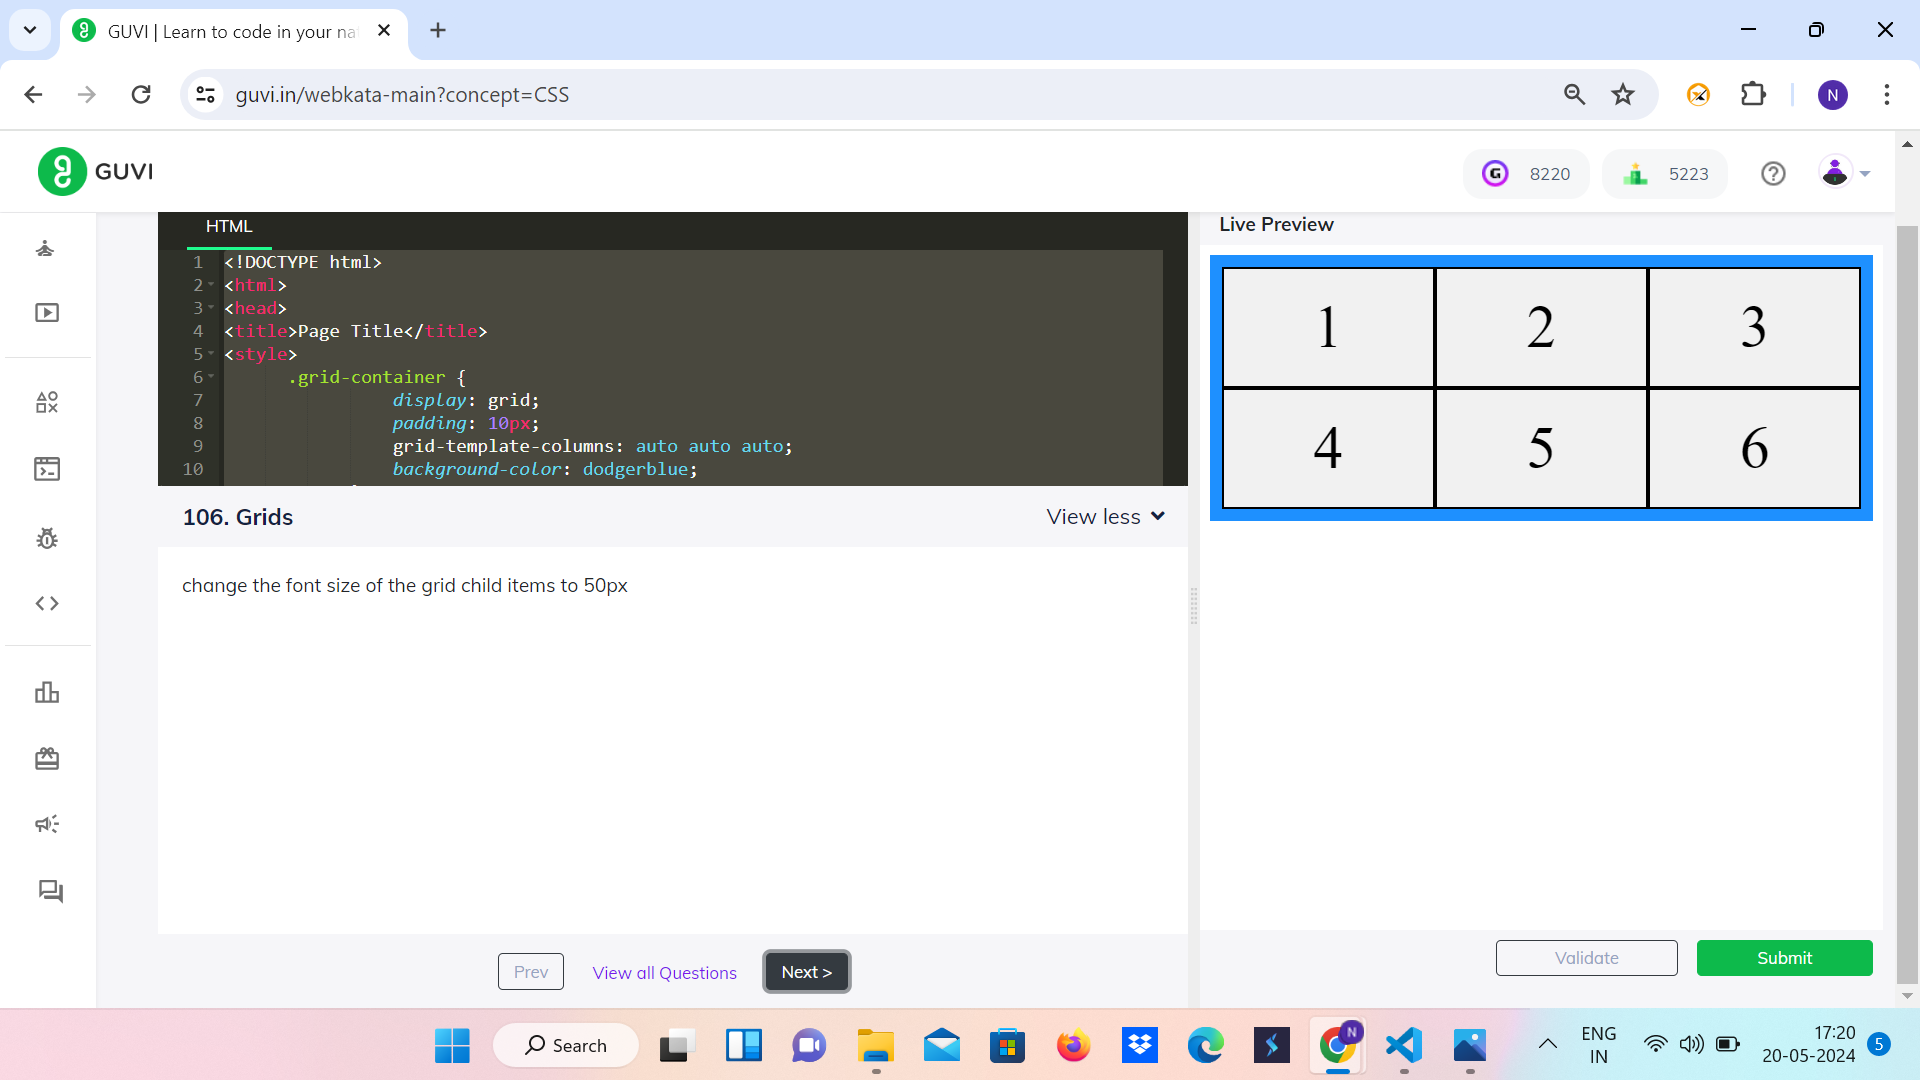 GUVI | Learn to code in your na
guvi.in/webkata-main?concept=CSS
N
GUVI
G
8220
5223
HTML
1 <!DOCTYPE html>
2 <html>
3 <head>
4 <title>Page Title</title>
5 <style>
6 .grid-container {
7 display: grid;
8 padding: 10px;
9 grid-template-columns: auto auto auto;
10 background-color: dodgerblue;
106. Grids
View less
change the font size of the grid child items to 50px
Prev
View all Questions
Next >
Live Preview
1 2 3
4 5 6
Validate
Submit
Search
N
ENG
IN
17:20
20-05-2024
5